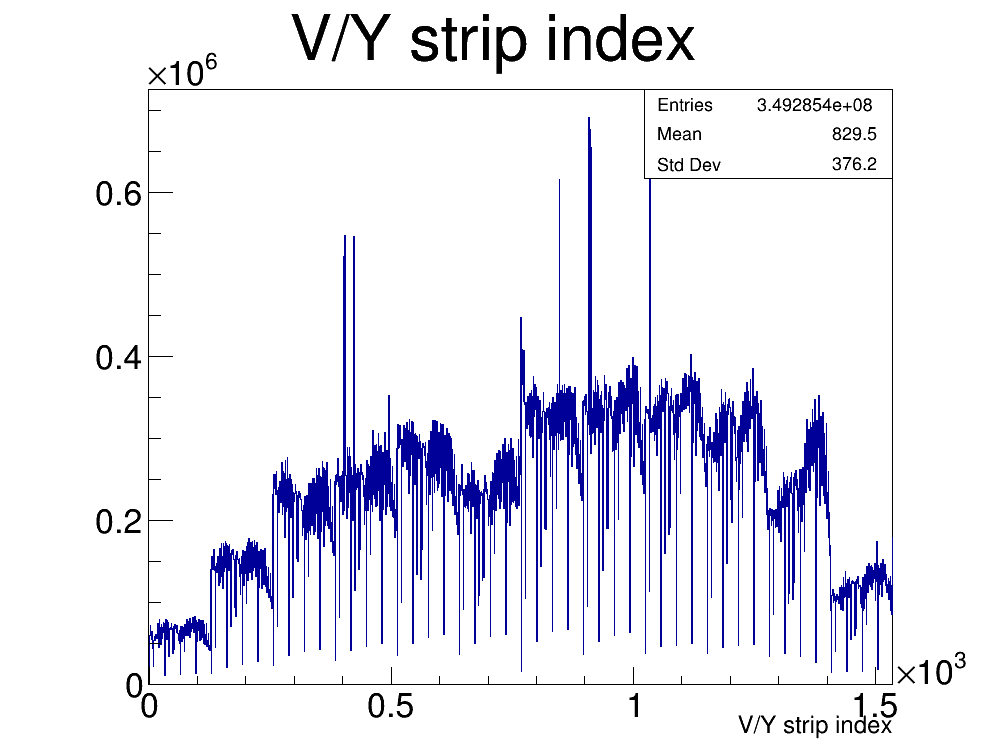 V/Y strip index
×10^6
Entries 3.492854e+08
Mean 829.5
Std Dev 376.2
0.6
0.4
0.2
0
0 0.5 1 1.5
×10^3
V/Y strip index